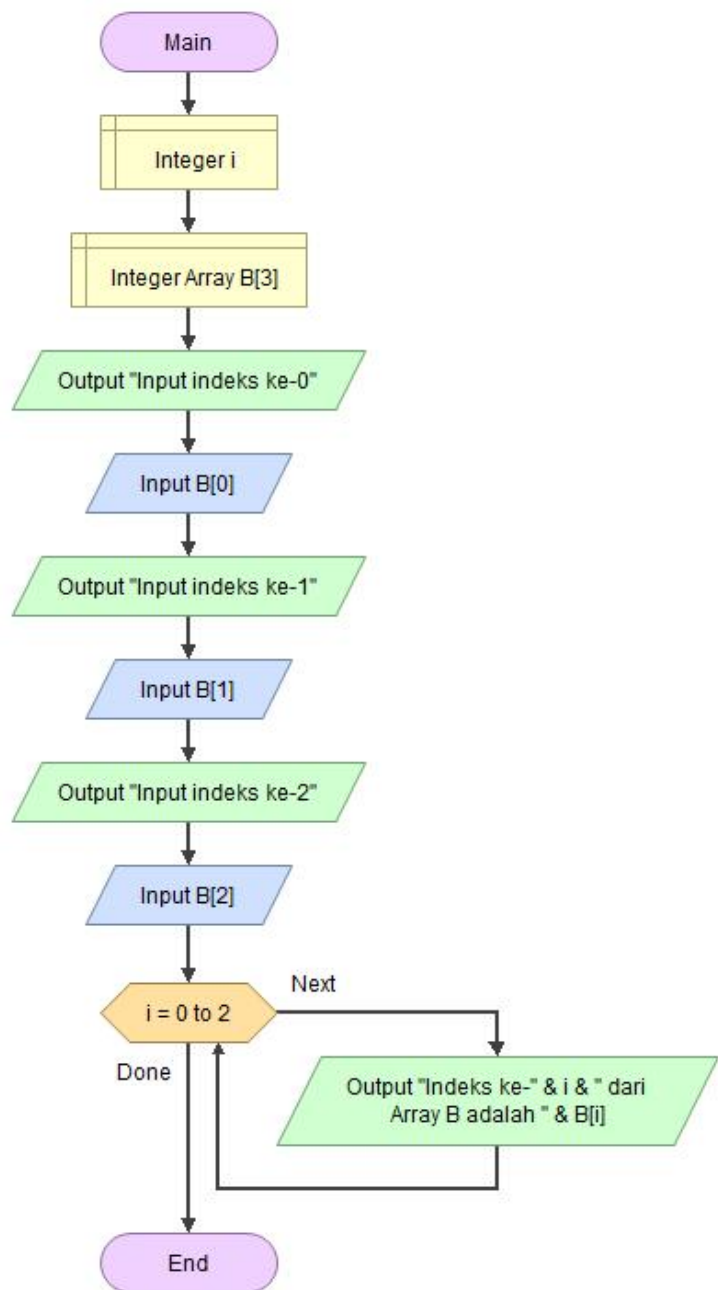 Main
Integer i
Integer Array B[3]
Output "Input indeks ke-0"
Input B[0]
Output "Input indeks ke-1"
Input B[1]
Output "Input indeks ke-2"
Input B[2]
i = 0 to 2
Next
Done
Output "Indeks ke-" & i & " dari
Array B adalah " & B[i]
End